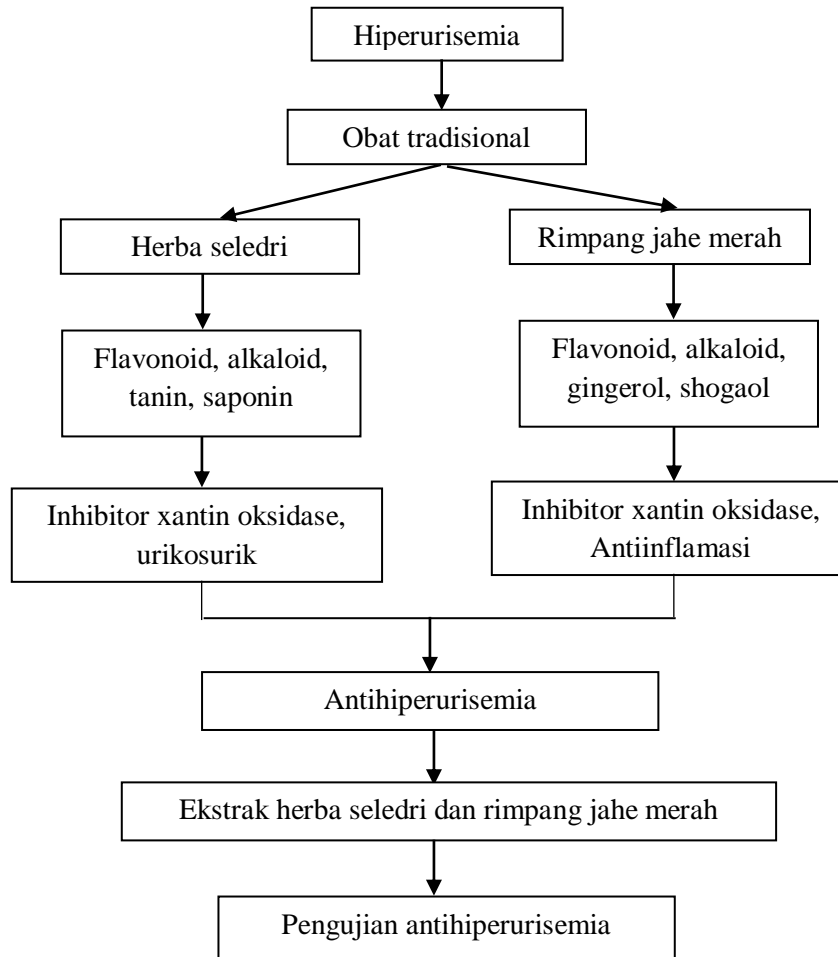 Hiperurisemia
Obat tradisional
Herba seledri
Rimpang jahe merah
Flavonoid, alkaloid,
tanin, saponin
Flavonoid, alkaloid,
gingerol, shogaol
Inhibitor xantin oksidase,
urikosurik
Inhibitor xantin oksidase,
Antiinflamasi
Antihiperurisemia
Ekstrak herba seledri dan rimpang jahe merah
Pengujian antihiperurisemia